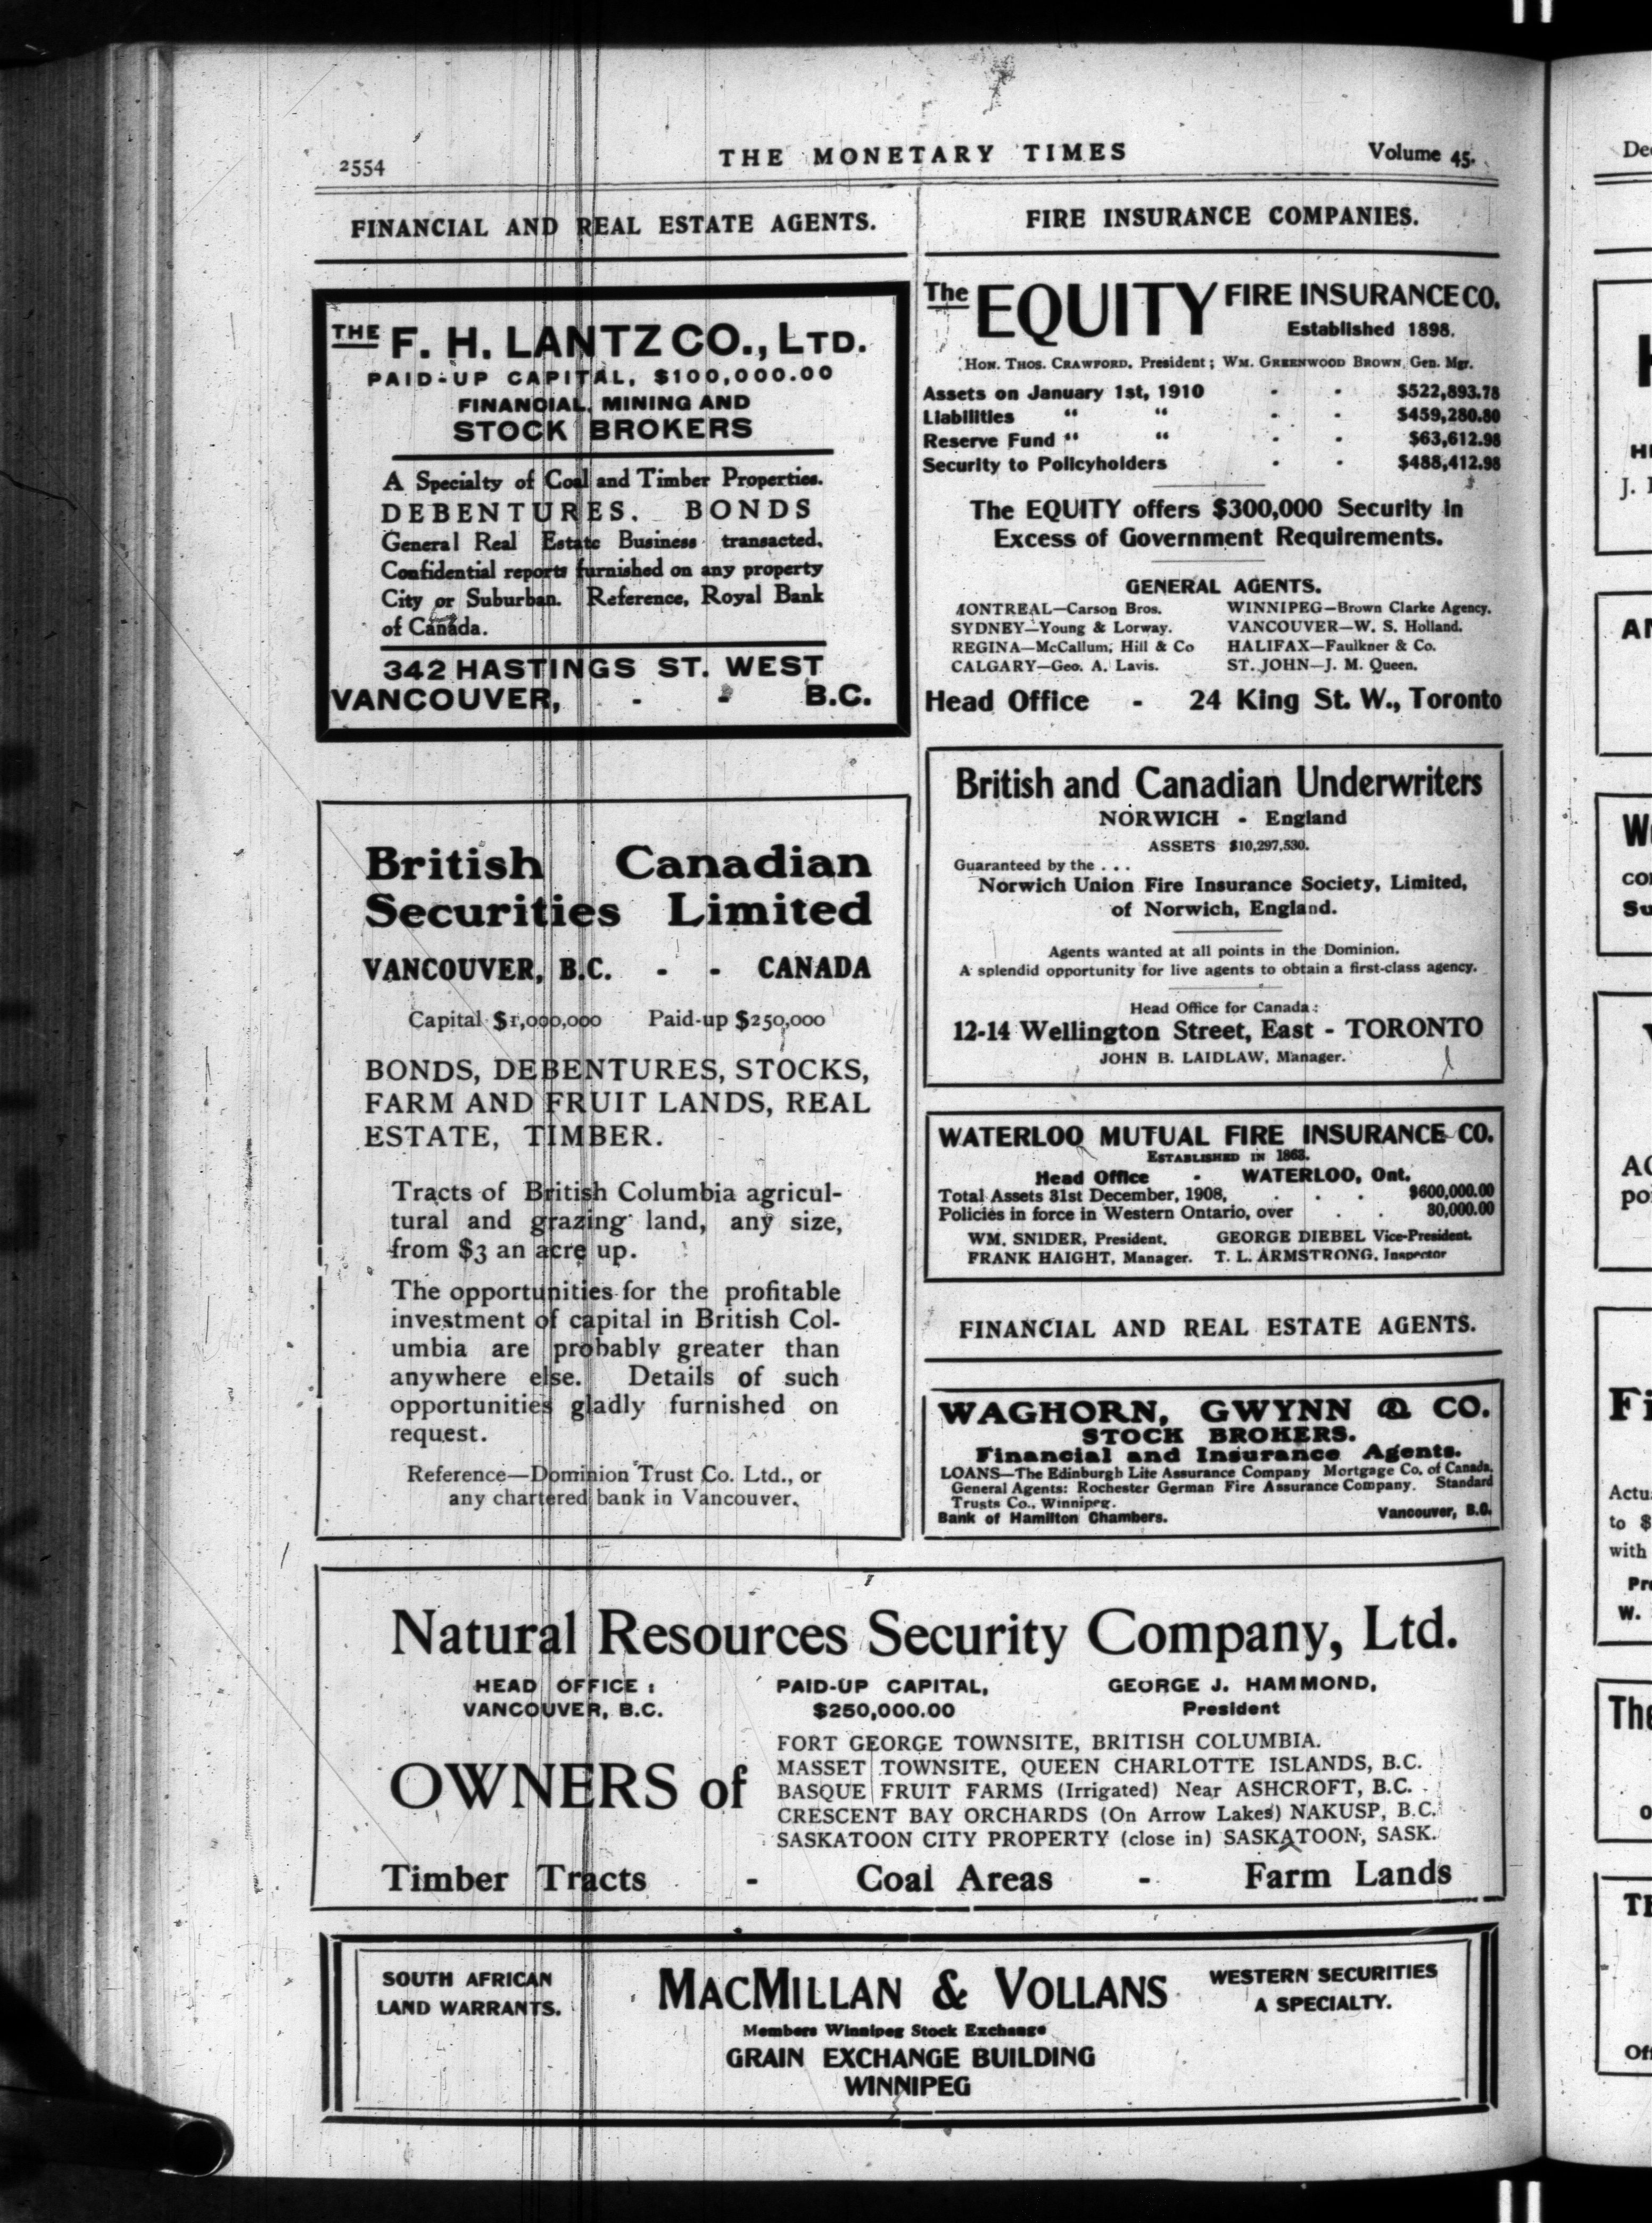 2554
THE MONETARY TIMES
Volume 45.
FINANCIAL AND REAL ESTATE AGENTS.
THE F. H. LANTZ CO., LTD.
PAID-UP CAPITAL, $100,000.00
FINANCIAL, MINING AND
STOCK BROKERS
A Specialty of Coal and Timber Properties.
DEBENTURES. BONDS
General Real Estate Business transacted.
Confidential reports furnished on any property
City or Suburban. Reference, Royal Bank
of Canada.
342 HASTINGS ST. WEST
VANCOUVER, - - B.C.
British Canadian
Securities Limited
VANCOUVER, B.C. - - CANADA
Capital $1,000,000 Paid-up $250,000
BONDS, DEBENTURES, STOCKS,
FARM AND FRUIT LANDS, REAL
ESTATE, TIMBER.
Tracts of British Columbia agricul-
tural and grazing land, any size,
from $3 an acre up.
The opportunities for the profitable
investment of capital in British Col-
umbia are probably greater than
anywhere else. Details of such
opportunities gladly furnished on
request.
Reference—Dominion Trust Co. Ltd., or
any chartered bank in Vancouver.
FIRE INSURANCE COMPANIES.
The EQUITY FIRE INSURANCE CO.
Established 1898.
HON. THOS. CRAWFORD, President; WM. GREENWOOD BROWN, Gen. Mgr.
Assets on January 1st, 1910 - - $522,893.78
Liabilities " " - - $459,280.80
Reserve Fund " " - - $63,612.98
Security to Policyholders - - $488,412.98
The EQUITY offers $300,000 Security in
Excess of Government Requirements.
GENERAL AGENTS.
MONTREAL—Carson Bros. WINNIPEG—Brown Clarke Agency.
SYDNEY—Young & Lorway. VANCOUVER—W. S. Holland.
REGINA—McCallum, Hill & Co HALIFAX—Faulkner & Co.
CALGARY—Geo. A. Lavis. ST. JOHN—J. M. Queen.
Head Office - 24 King St. W., Toronto
British and Canadian Underwriters
NORWICH - England
ASSETS $10,297,530.
Guaranteed by the . . .
Norwich Union Fire Insurance Society, Limited,
of Norwich, England.
Agents wanted at all points in the Dominion.
A splendid opportunity for live agents to obtain a first-class agency.
Head Office for Canada:
12-14 Wellington Street, East - TORONTO
JOHN B. LAIDLAW, Manager.
WATERLOO MUTUAL FIRE INSURANCE CO.
ESTABLISHED IN 1863.
Head Office - WATERLOO, Ont.
Total Assets 31st December, 1908, . . . $600,000.00
Policies in force in Western Ontario, over . . 30,000.00
WM. SNIDER, President. GEORGE DIEBEL Vice-President.
FRANK HAIGHT, Manager. T. L. ARMSTRONG, Inspector
FINANCIAL AND REAL ESTATE AGENTS.
WAGHORN, GWYNN & CO.
STOCK BROKERS.
Financial and Insurance Agents.
LOANS—The Edinburgh Life Assurance Company Mortgage Co. of Canada.
General Agents: Rochester German Fire Assurance Company. Standard
Trusts Co., Winnipeg.
Bank of Hamilton Chambers. Vancouver, B.C.
Natural Resources Security Company, Ltd.
HEAD OFFICE: PAID-UP CAPITAL, GEORGE J. HAMMOND,
VANCOUVER, B.C. $250,000.00 President
OWNERS of
FORT GEORGE TOWNSITE, BRITISH COLUMBIA.
MASSET TOWNSITE, QUEEN CHARLOTTE ISLANDS, B.C.
BASQUE FRUIT FARMS (Irrigated) Near ASHCROFT, B.C.
CRESCENT BAY ORCHARDS (On Arrow Lakes) NAKUSP, B.C.
SASKATOON CITY PROPERTY (close in) SASKATOON, SASK.
Timber Tracts - Coal Areas - Farm Lands
SOUTH AFRICAN
LAND WARRANTS.
MACMILLAN & VOLLANS
Members Winnipeg Stock Exchange
GRAIN EXCHANGE BUILDING
WINNIPEG
WESTERN SECURITIES
A SPECIALTY.